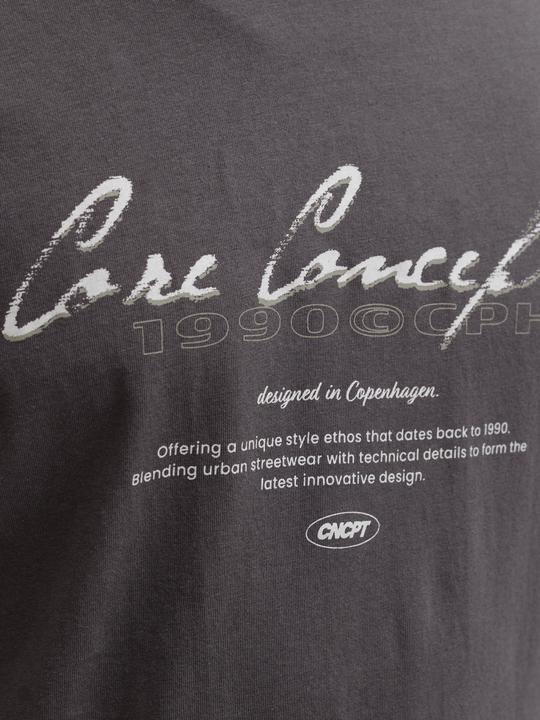 Core Concep
1990©CPH
designed in Copenhagen.
Offering a unique style ethos that dates back to 1990.
Blending urban streetwear with technical details to form the
latest innovative design.
CNCPT